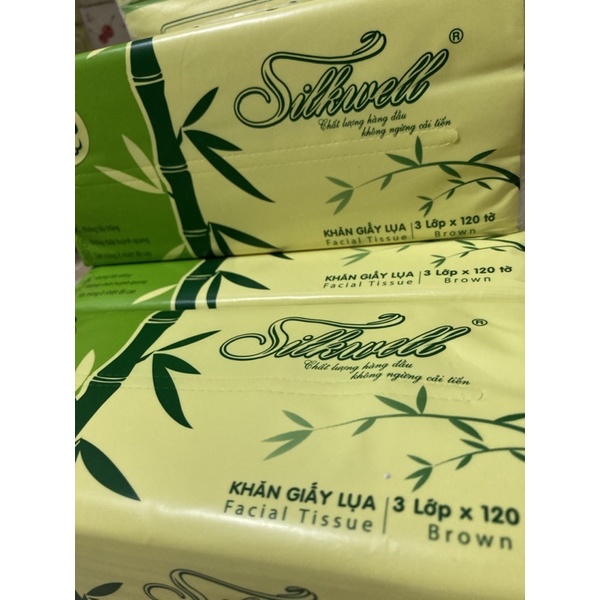 Silkwell ®
Chất lượng hàng đầu
không ngừng cải tiến
KHĂN GIẤY LỤA | 3 Lớp x 120 tờ
Facial Tissue | Brown
KHĂN GIẤY LỤA | 3 Lớp x 120 tờ
Facial Tissue | Brown
Silkwell ®
Chất lượng hàng đầu
không ngừng cải tiến
KHĂN GIẤY LỤA | 3 Lớp x 120
Facial Tissue | Brown